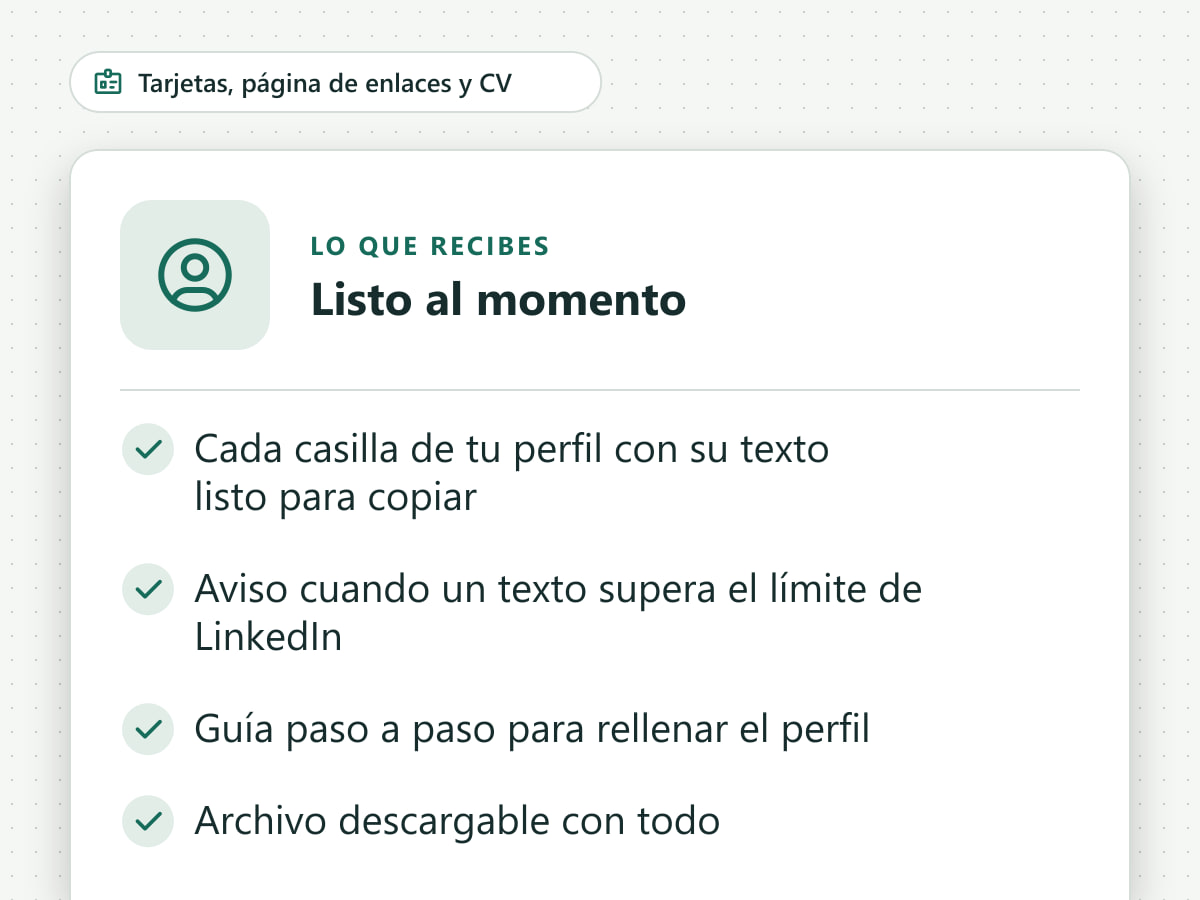 Tarjetas, página de enlaces y CV
LO QUE RECIBES
Listo al momento
Cada casilla de tu perfil con su texto
listo para copiar
Aviso cuando un texto supera el límite de
LinkedIn
Guía paso a paso para rellenar el perfil
Archivo descargable con todo